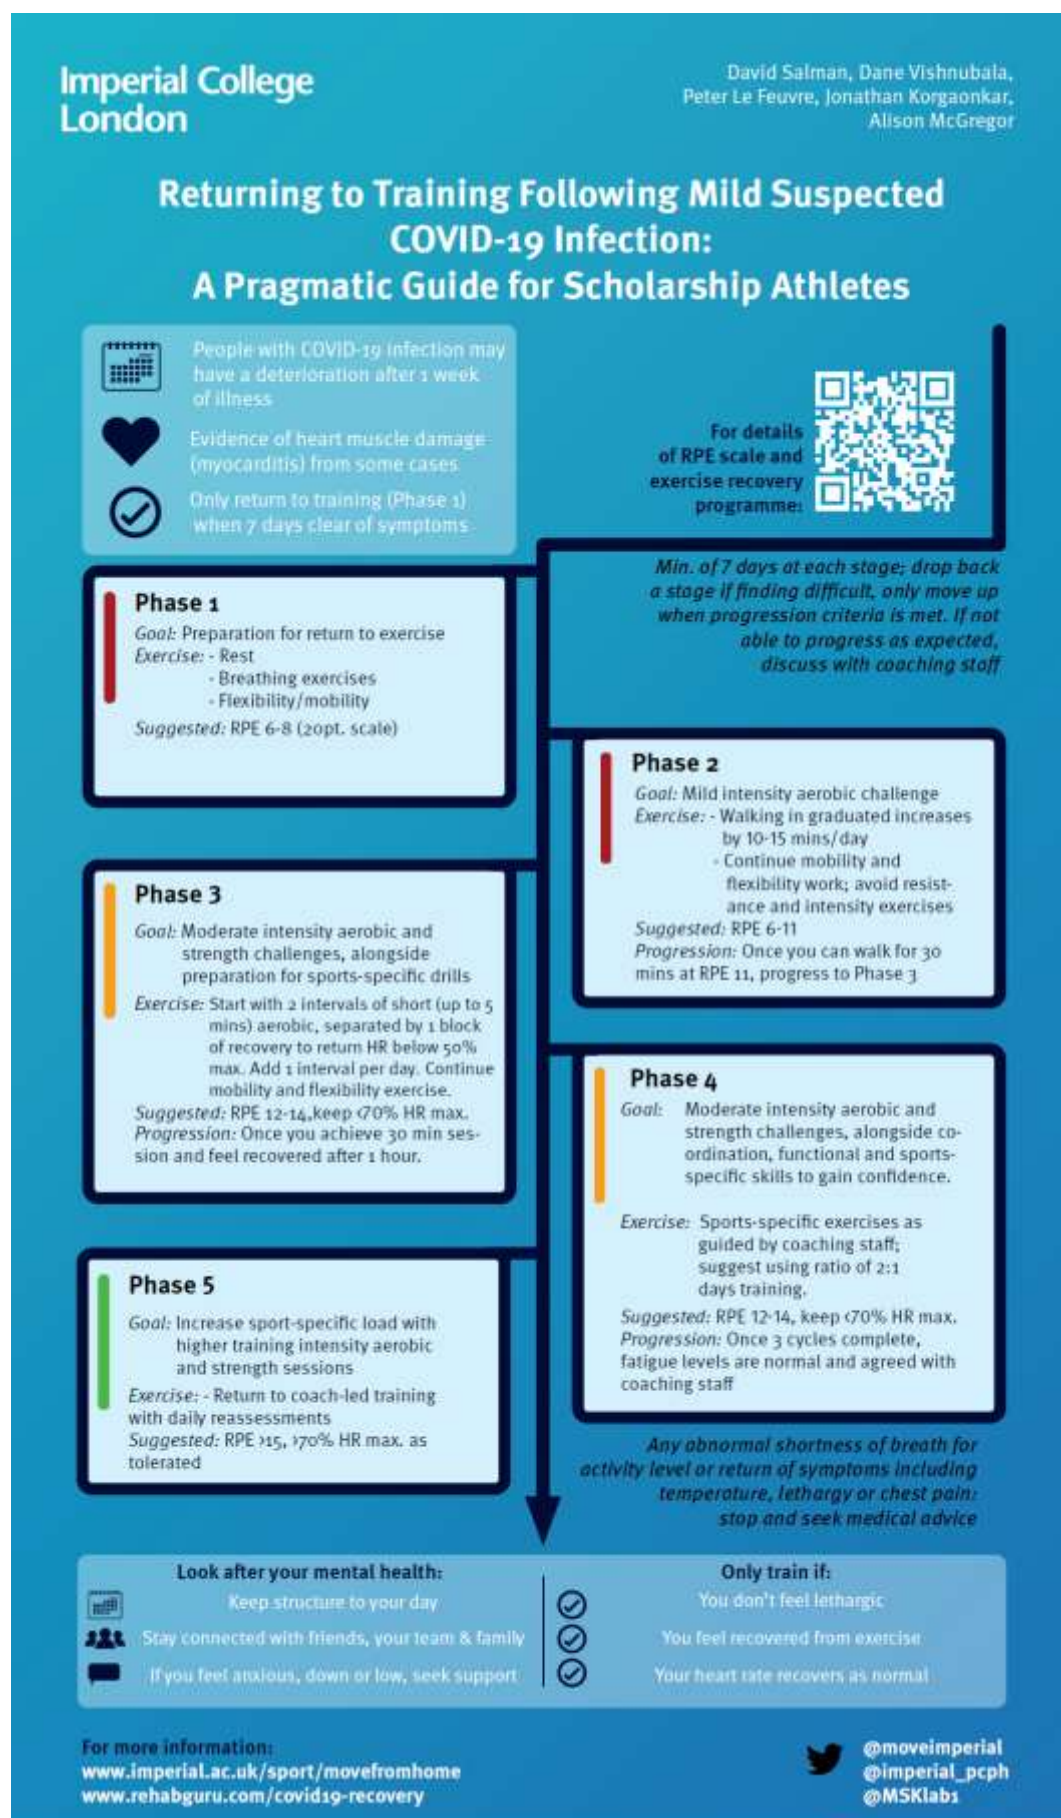 Imperial College
London
David Salman, Dane Vishnubala,
Peter Le Feuvre, Jonathan Korgaonkar,
Alison McGregor
Returning to Training Following Mild Suspected
COVID-19 Infection:
A Pragmatic Guide for Scholarship Athletes
People with COVID-19 infection may
have a deterioration after 1 week
of illness
Evidence of heart muscle damage
(myocarditis) from some cases
Only return to training (Phase 1)
when 7 days clear of symptoms
For details
of RPE scale and
exercise recovery
programme:
Min. of 7 days at each stage; drop back
a stage if finding difficult, only move up
when progression criteria is met. If not
able to progress as expected,
discuss with coaching staff
Phase 1
Goal: Preparation for return to exercise
Exercise: - Rest
- Breathing exercises
- Flexibility/mobility
Suggested: RPE 6-8 (20pt. scale)
Phase 2
Goal: Mild intensity aerobic challenge
Exercise: - Walking in graduated increases
by 10-15 mins/day
- Continue mobility and
flexibility work; avoid resist-
ance and intensity exercises
Suggested: RPE 6-11
Progression: Once you can walk for 30
mins at RPE 11, progress to Phase 3
Phase 3
Goal: Moderate intensity aerobic and
strength challenges, alongside
preparation for sports-specific drills
Exercise: Start with 2 intervals of short (up to 5
mins) aerobic, separated by 1 block
of recovery to return HR below 50%
max. Add 1 interval per day. Continue
mobility and flexibility exercise.
Suggested: RPE 12-14,keep <70% HR max.
Progression: Once you achieve 30 min ses-
sion and feel recovered after 1 hour.
Phase 4
Goal: Moderate intensity aerobic and
strength challenges, alongside co-
ordination, functional and sports-
specific skills to gain confidence.
Exercise: Sports-specific exercises as
guided by coaching staff;
suggest using ratio of 2:1
days training.
Suggested: RPE 12-14, keep <70% HR max.
Progression: Once 3 cycles complete,
fatigue levels are normal and agreed with
coaching staff
Phase 5
Goal: Increase sport-specific load with
higher training intensity aerobic
and strength sessions
Exercise: - Return to coach-led training
with daily reassessments
Suggested: RPE >15, >70% HR max. as
tolerated
Any abnormal shortness of breath for
activity level or return of symptoms including
temperature, lethargy or chest pain:
stop and seek medical advice
Look after your mental health:
Keep structure to your day
Stay connected with friends, your team & family
If you feel anxious, down or low, seek support
Only train if:
You don't feel lethargic
You feel recovered from exercise
Your heart rate recovers as normal
For more information:
www.imperial.ac.uk/sport/movefromhome
www.rehabguru.com/covid19-recovery
@moveimperial
@imperial_pcph
@MSKlab1